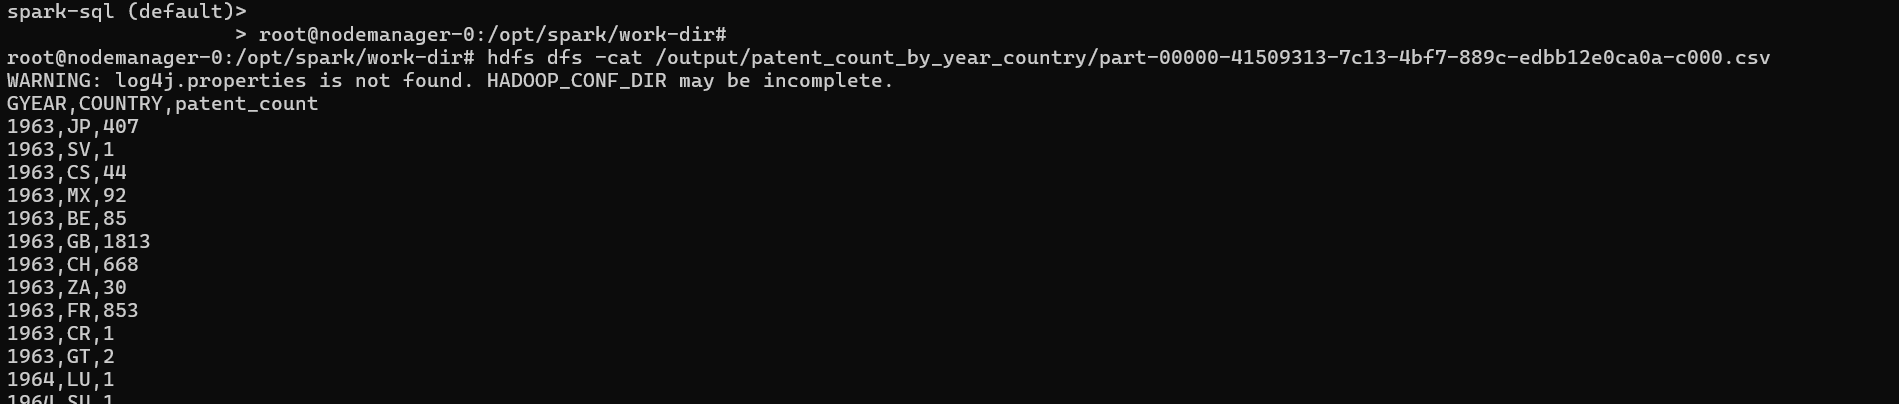 spark-sql (default)>
> root@nodemanager-0:/opt/spark/work-dir#
root@nodemanager-0:/opt/spark/work-dir# hdfs dfs -cat /output/patent_count_by_year_country/part-00000-41509313-7c13-4bf7-889c-edbb12e0ca0a-c000.csv
WARNING: log4j.properties is not found. HADOOP_CONF_DIR may be incomplete.
GYEAR,COUNTRY,patent_count
1963,JP,407
1963,SV,1
1963,CS,44
1963,MX,92
1963,BE,85
1963,GB,1813
1963,CH,668
1963,ZA,30
1963,FR,853
1963,CR,1
1963,GT,2
1964,LU,1
1964,SU,1